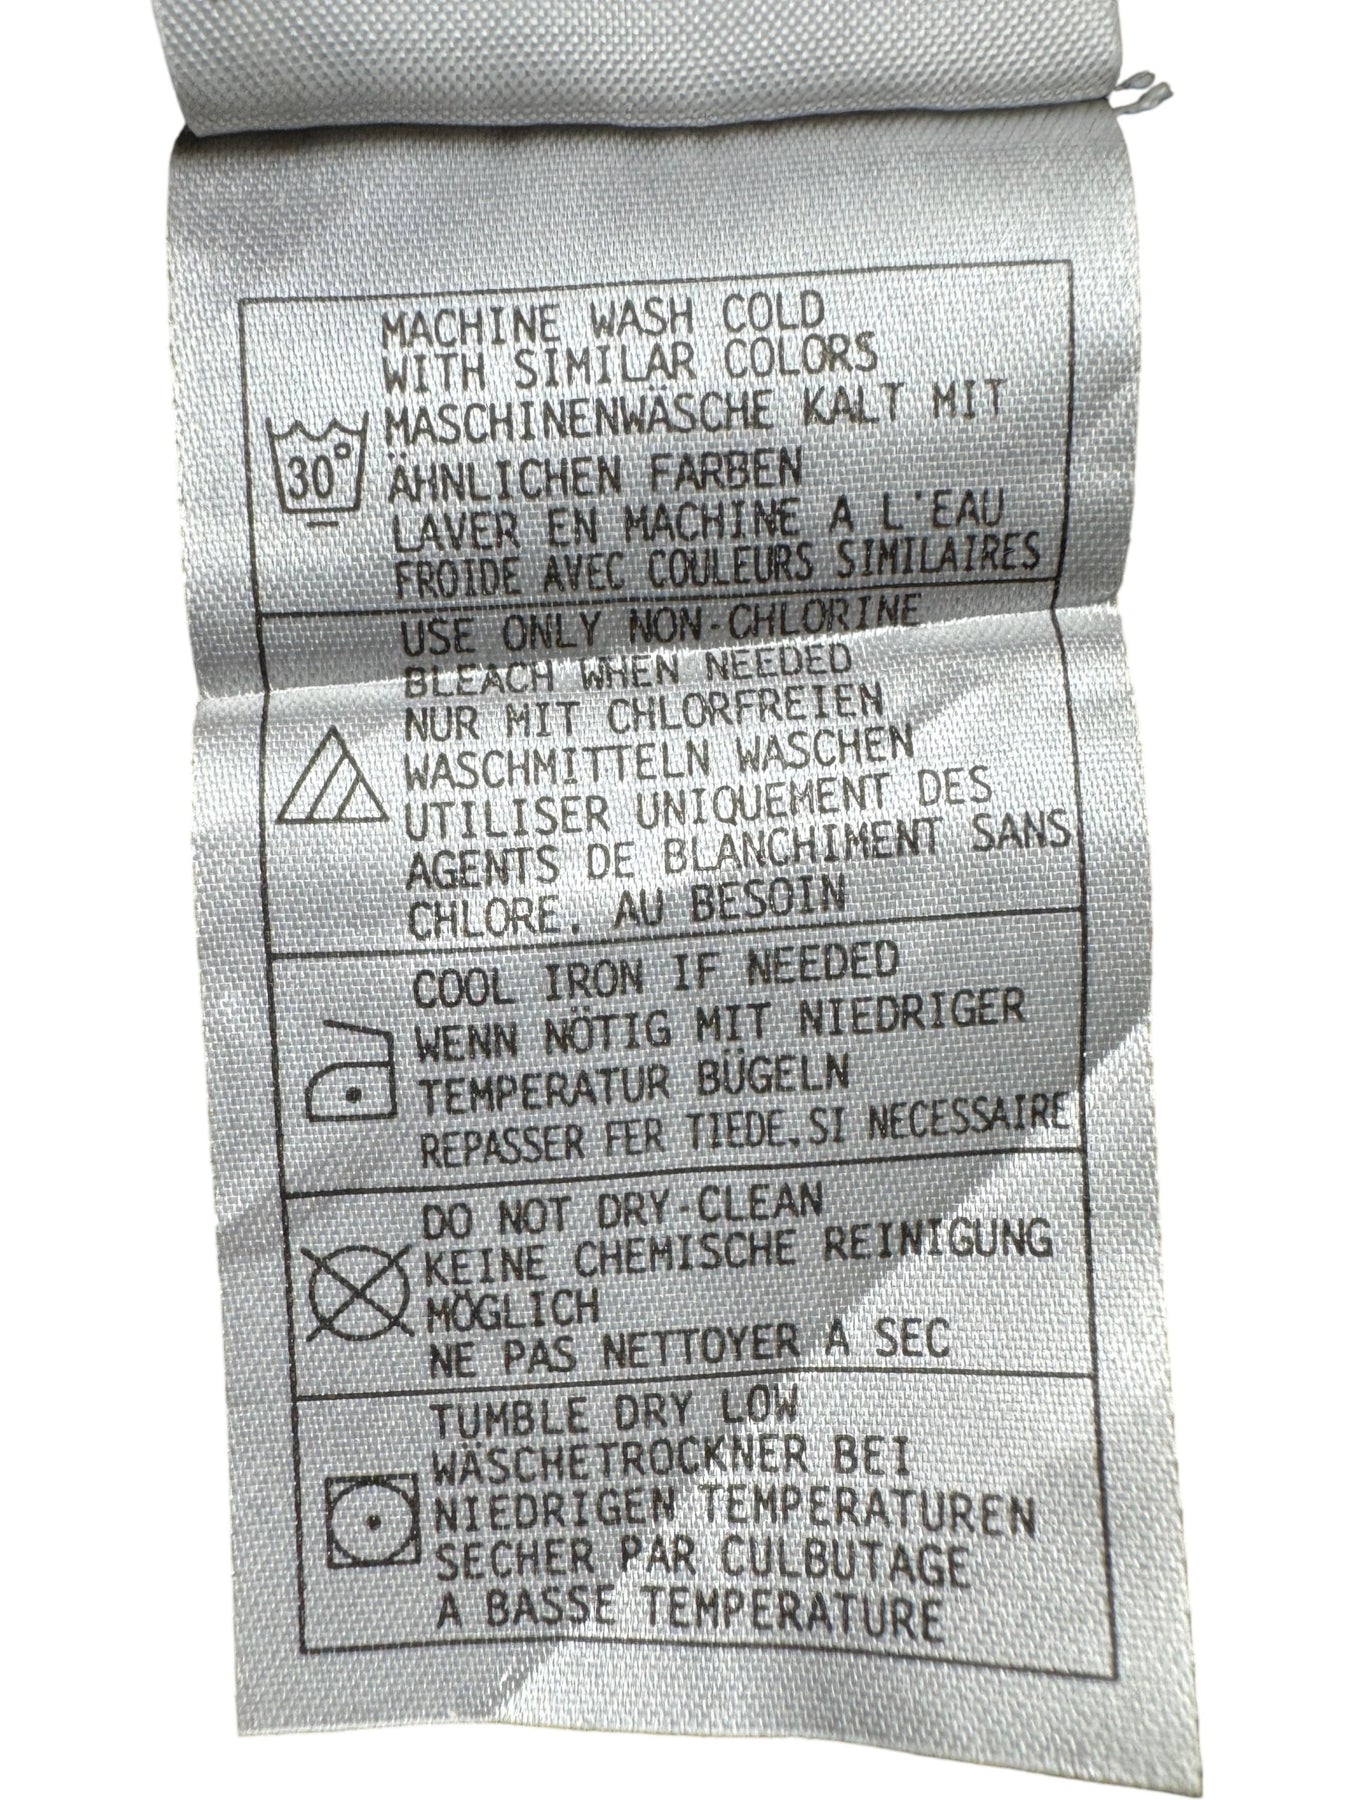 MACHINE WASH COLD
WITH SIMILAR COLORS
MASCHINENWÄSCHE KALT MIT
ÄHNLICHEN FARBEN
LAVER EN MACHINE A L'EAU
FROIDE AVEC COULEURS SIMILAIRES
30°
USE ONLY NON-CHLORINE
BLEACH WHEN NEEDED
NUR MIT CHLORFREIEN
WASCHMITTELN WASCHEN
UTILISER UNIQUEMENT DES
AGENTS DE BLANCHIMENT SANS
CHLORE, AU BESOIN
COOL IRON IF NEEDED
WENN NÖTIG MIT NIEDRIGER
TEMPERATUR BÜGELN
REPASSER FER TIEDE, SI NECESSAIRE
DO NOT DRY-CLEAN
KEINE CHEMISCHE REINIGUNG
MÖGLICH
NE PAS NETTOYER A SEC
TUMBLE DRY LOW
WÄSCHETROCKNER BEI
NIEDRIGEN TEMPERATUREN
SECHER PAR CULBUTAGE
A BASSE TEMPERATURE